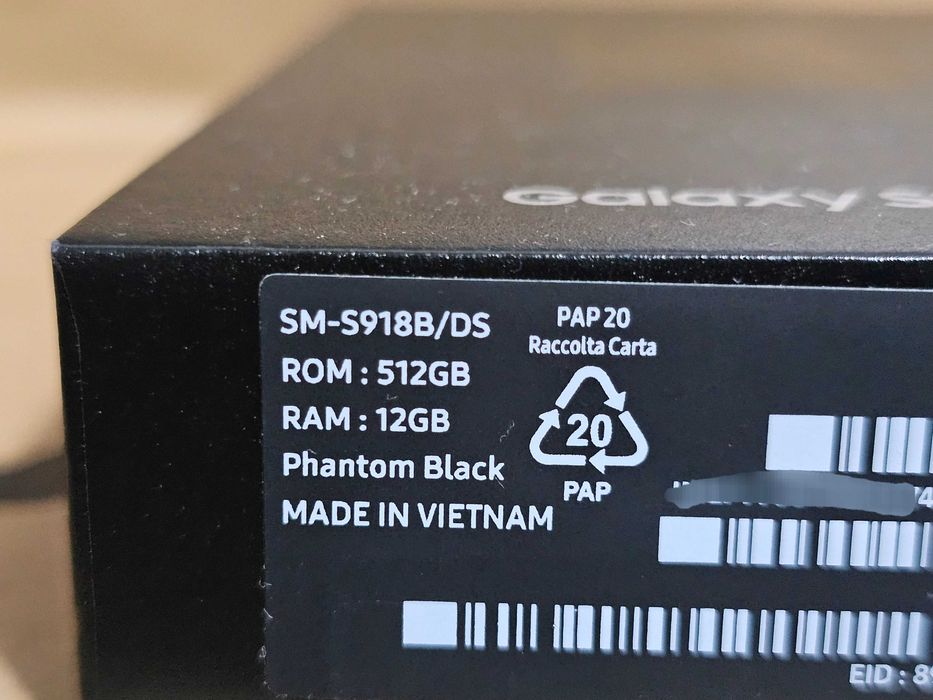 Galaxy S
SM-S918B/DS
ROM : 512GB
RAM : 12GB
Phantom Black
MADE IN VIETNAM
PAP 20
Raccolta Carta
20
PAP
EID : 89